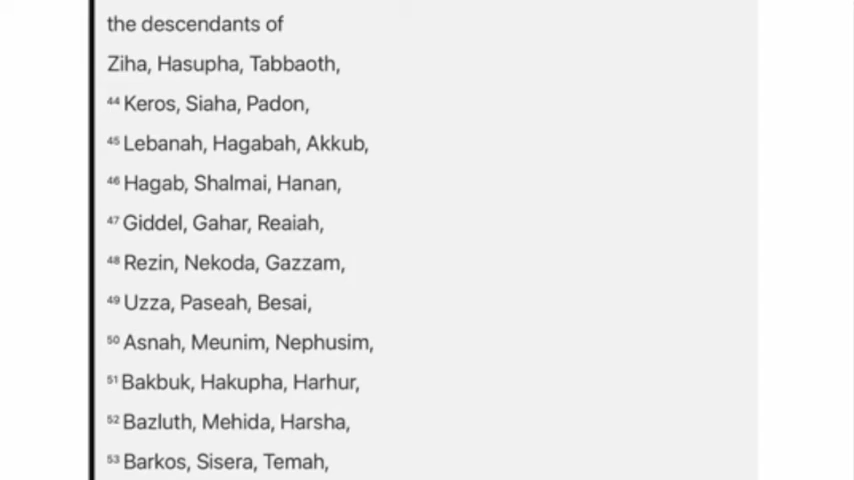 the descendants of
Ziha, Hasupha, Tabbaoth,
44 Keros, Siaha, Padon,
45 Lebanah, Hagabah, Akkub,
46 Hagab, Shalmai, Hanan,
47 Giddel, Gahar, Reaiah,
48 Rezin, Nekoda, Gazzam,
49 Uzza, Paseah, Besai,
50 Asnah, Meunim, Nephusim,
51 Bakbuk, Hakupha, Harhur,
52 Bazluth, Mehida, Harsha,
53 Barkos, Sisera, Temah,